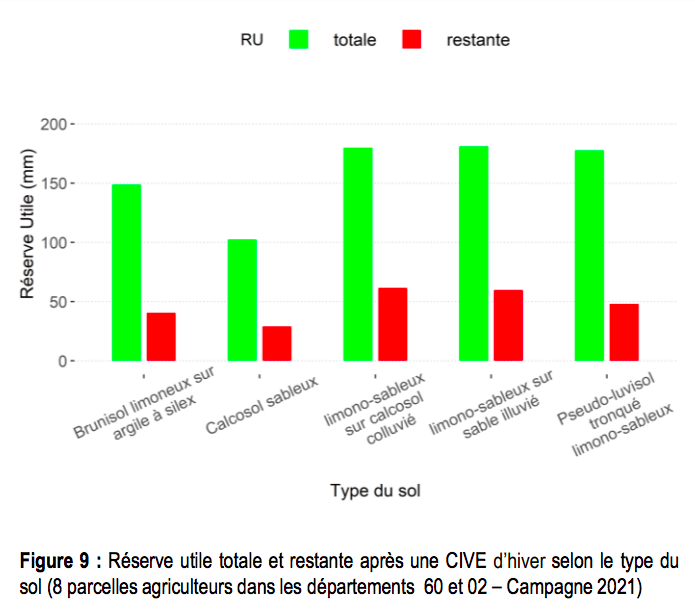 RU totale restante
Réserve Utile (mm)
200
150
100
50
0
Brunisol limoneux sur
argile à silex
Calcosol sableux
limono-sableux
sur calcosol
colluvié
limono-sableux sur
sable illuvié
Pseudo-luvisol
tronqué
limono-sableux
Type du sol
Figure 9 : Réserve utile totale et restante après une CIVE d'hiver selon le type du
sol (8 parcelles agriculteurs dans les départements 60 et 02 – Campagne 2021)